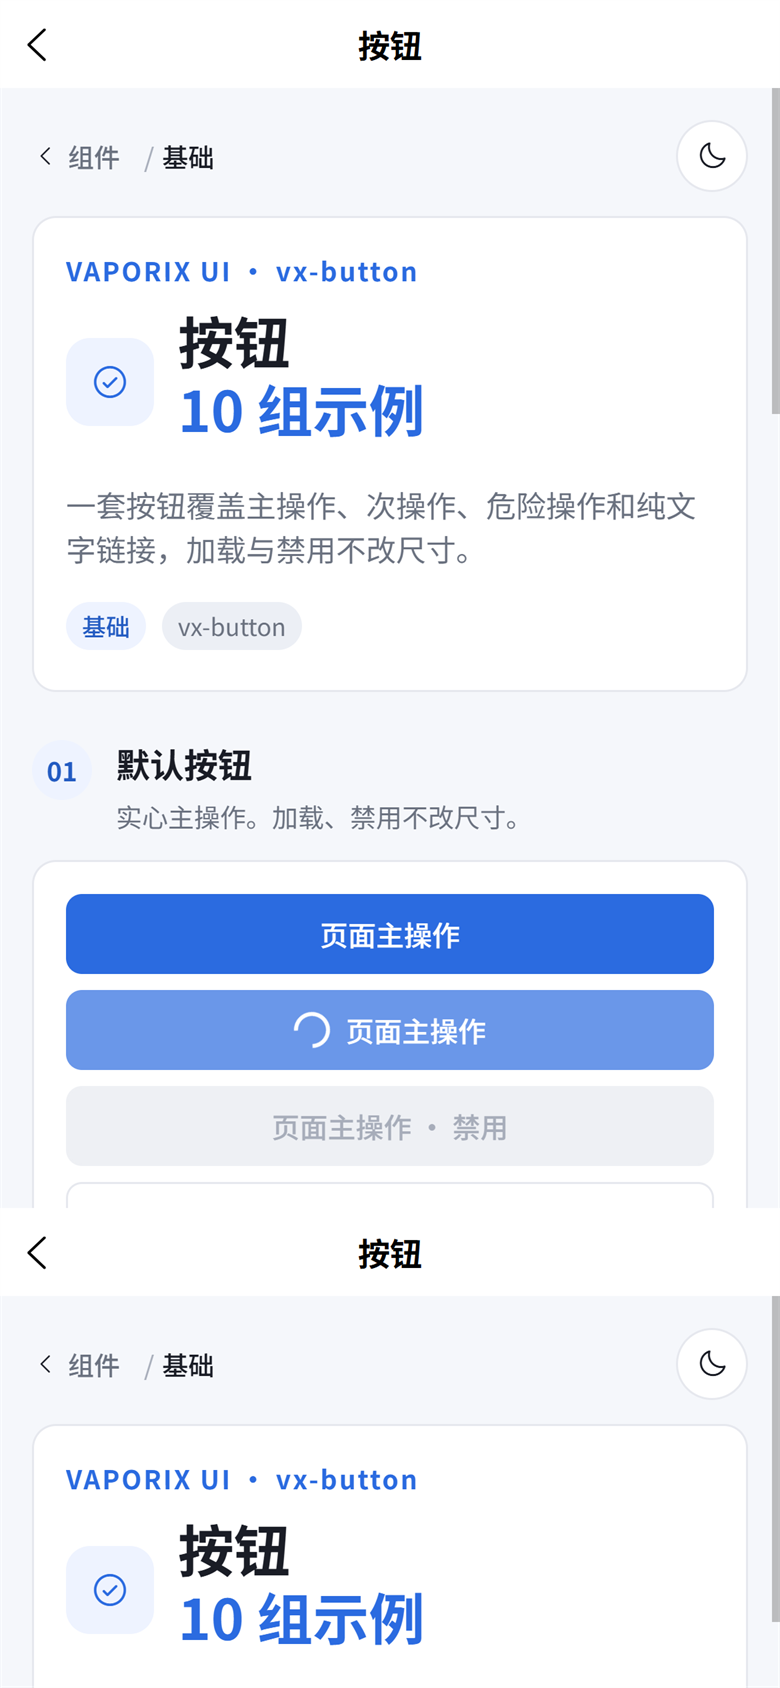 按钮
组件 / 基础
VAPORIX UI • vx-button
按钮
10 组示例
一套按钮覆盖主操作、次操作、危险操作和纯文
字链接，加载与禁用不改尺寸。
基础 vx-button
01 默认按钮
实心主操作。加载、禁用不改尺寸。
页面主操作
页面主操作
页面主操作 • 禁用
按钮
组件 / 基础
VAPORIX UI • vx-button
按钮
10 组示例